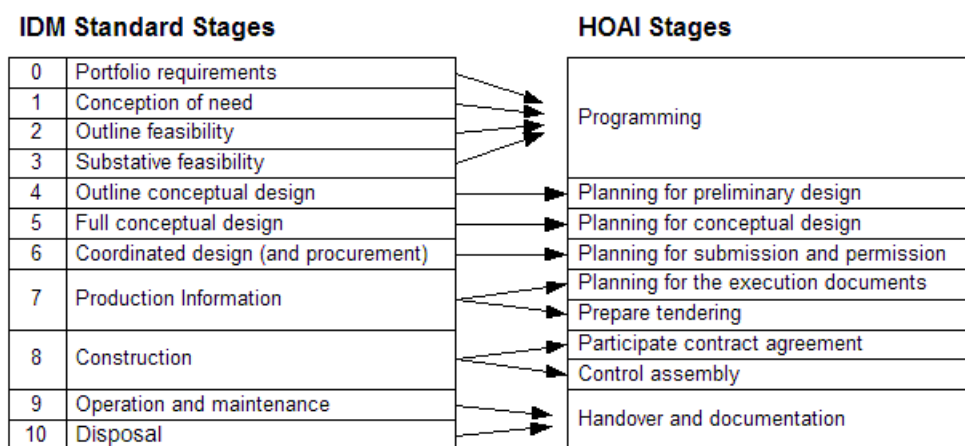 IDM Standard Stages
HOAI Stages
0 Portfolio requirements
1 Conception of need
2 Outline feasibility
3 Substative feasibility
Programming
4 Outline conceptual design
Planning for preliminary design
5 Full conceptual design
Planning for conceptual design
6 Coordinated design (and procurement)
Planning for submission and permission
7 Production Information
Planning for the execution documents
Prepare tendering
8 Construction
Participate contract agreement
Control assembly
9 Operation and maintenance
10 Disposal
Handover and documentation